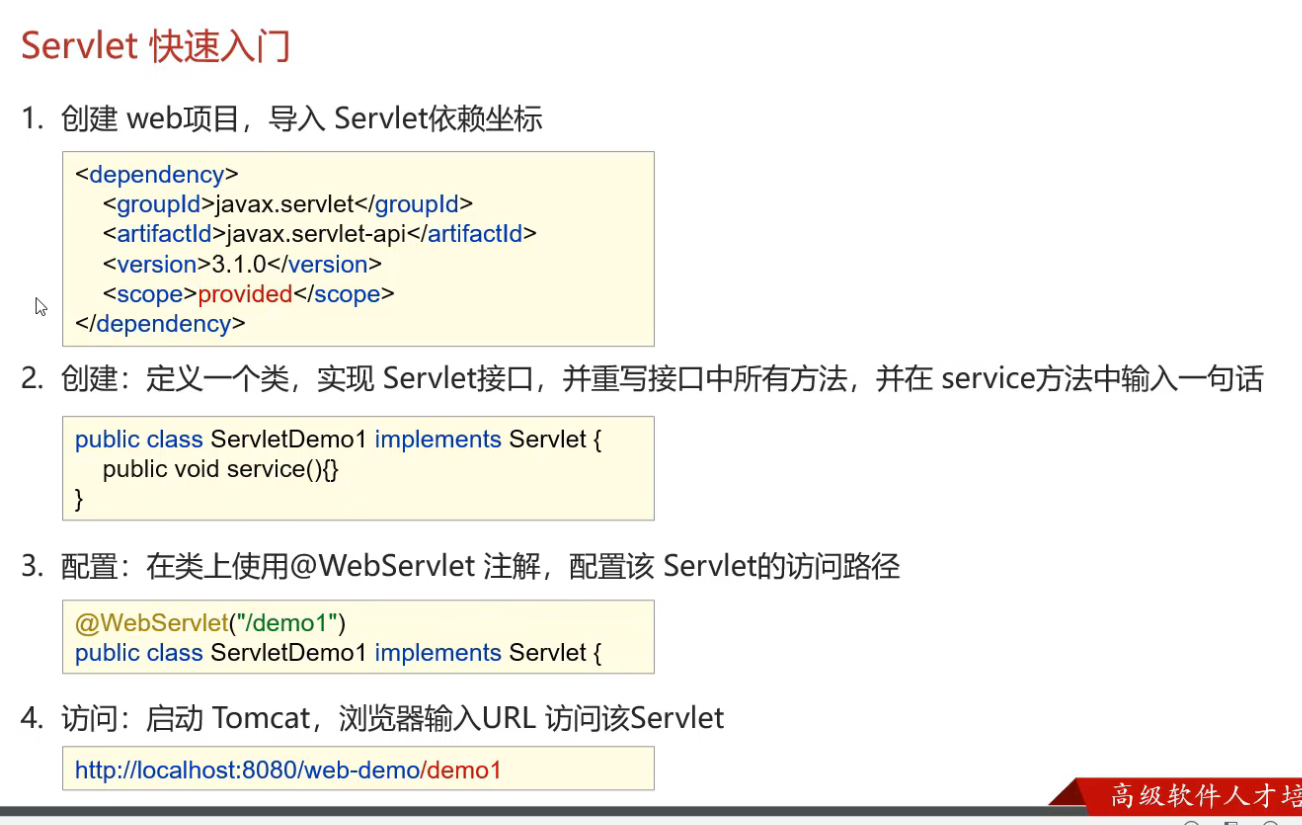 Servlet 快速入门
1. 创建 web项目，导入 Servlet依赖坐标
<dependency>
<groupId>javax.servlet</groupId>
<artifactId>javax.servlet-api</artifactId>
<version>3.1.0</version>
<scope>provided</scope>
</dependency>
2. 创建：定义一个类，实现 Servlet接口，并重写接口中所有方法，并在 service方法中输入一句话
public class ServletDemo1 implements Servlet {
public void service(){}
}
3. 配置：在类上使用@WebServlet 注解，配置该 Servlet的访问路径
@WebServlet("/demo1")
public class ServletDemo1 implements Servlet {
4. 访问：启动 Tomcat，浏览器输入URL 访问该Servlet
http://localhost:8080/web-demo/demo1
高级软件人才培